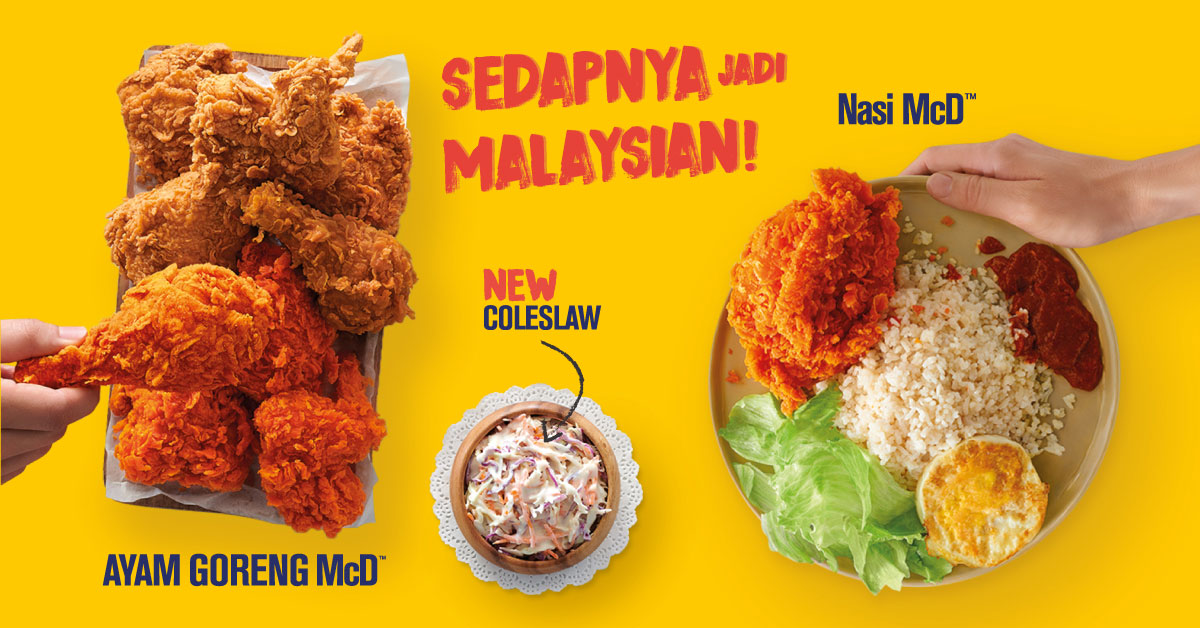 SEDAPNYA JADI
MALAYSIAN!
Nasi McD™
NEW
COLESLAW
AYAM GORENG McD™